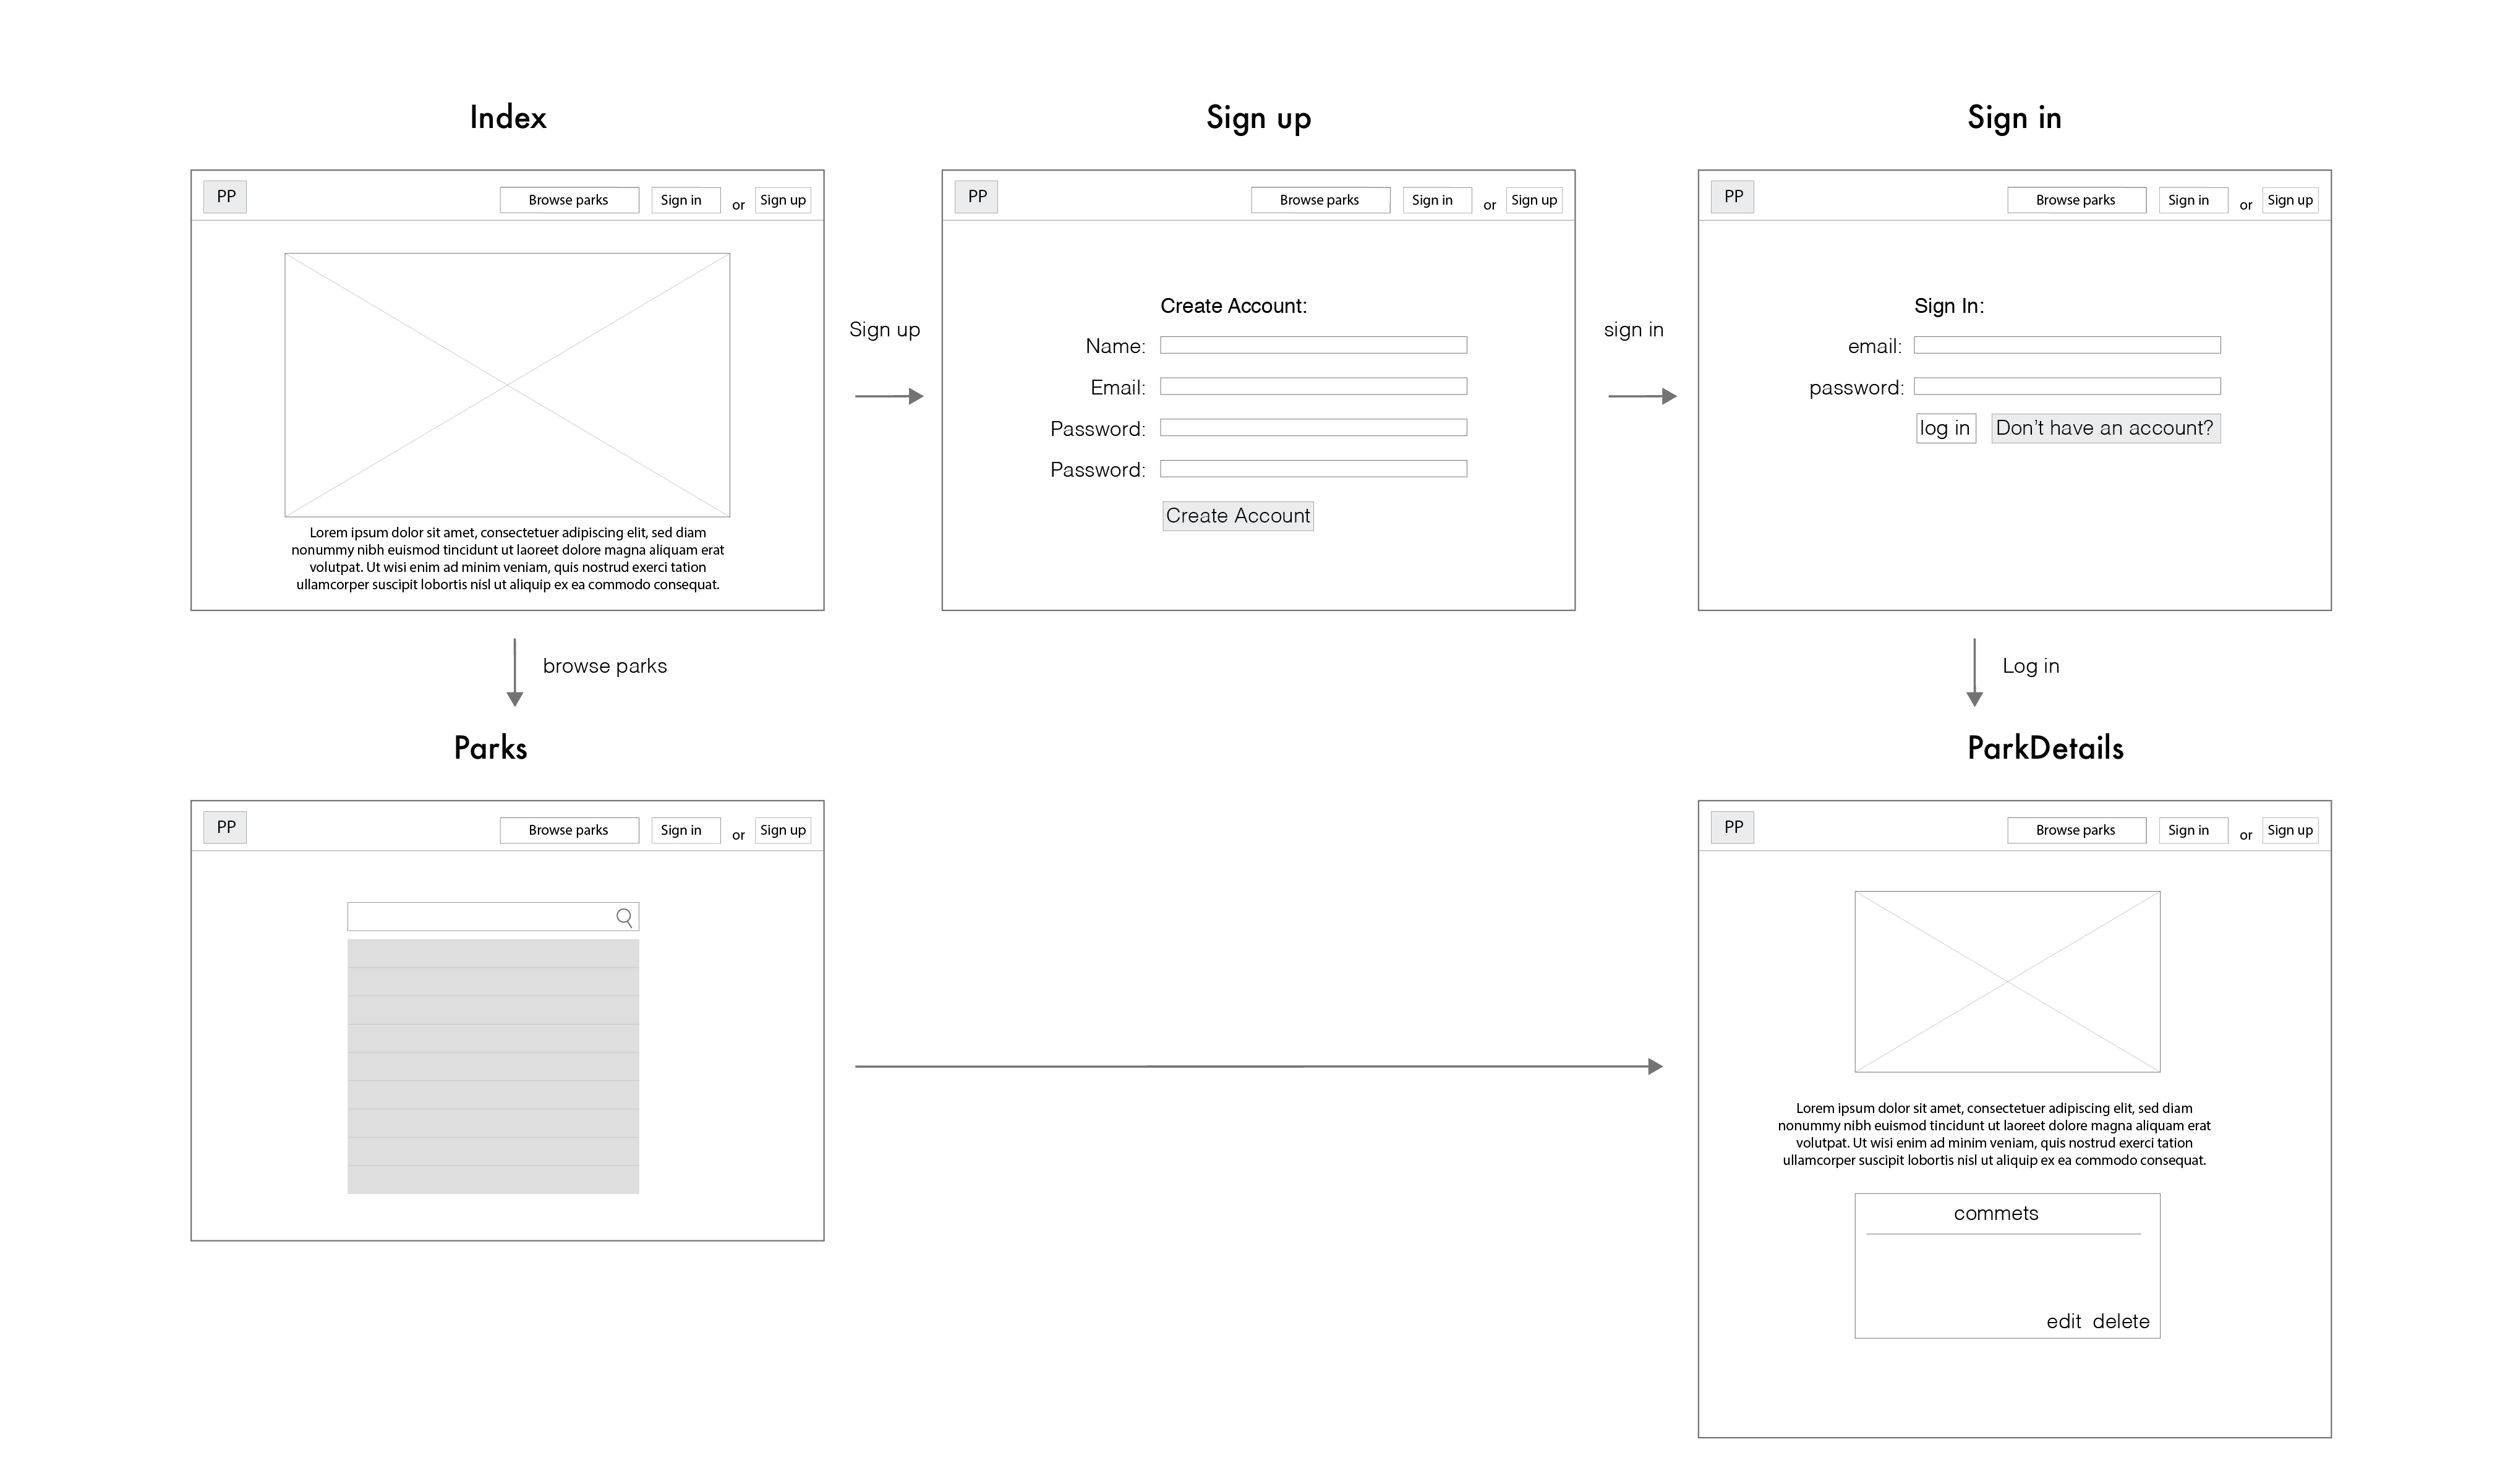 Index
Sign up
Sign in
PP
Browse parks
Sign in
or
Sign up
Lorem ipsum dolor sit amet, consectetuer adipiscing elit, sed diam
nonummy nibh euismod tincidunt ut laoreet dolore magna aliquam erat
volutpat. Ut wisi enim ad minim veniam, quis nostrud exerci tation
ullamcorper suscipit lobortis nisl ut aliquip ex ea commodo consequat.
Sign up
PP
Browse parks
Sign in
or
Sign up
Create Account:
Name:
Email:
Password:
Password:
Create Account
sign in
PP
Browse parks
Sign in
or
Sign up
Sign In:
email:
password:
log in
Don't have an account?
browse parks
Log in
Parks
ParkDetails
PP
Browse parks
Sign in
or
Sign up
PP
Browse parks
Sign in
or
Sign up
Lorem ipsum dolor sit amet, consectetuer adipiscing elit, sed diam
nonummy nibh euismod tincidunt ut laoreet dolore magna aliquam erat
volutpat. Ut wisi enim ad minim veniam, quis nostrud exerci tation
ullamcorper suscipit lobortis nisl ut aliquip ex ea commodo consequat.
commets
edit delete